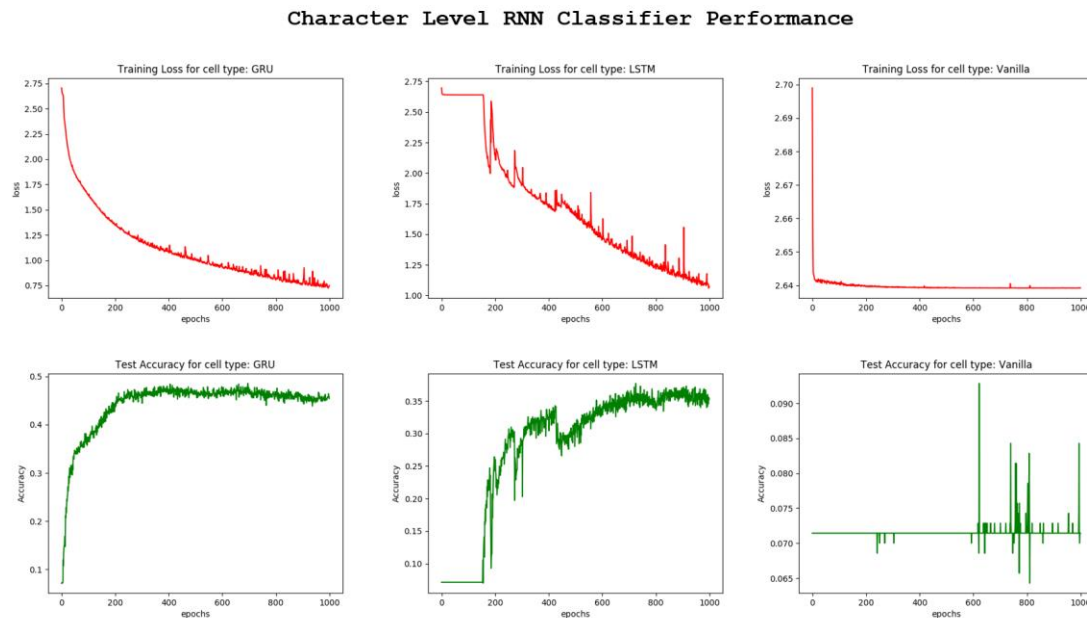 Character Level RNN Classifier Performance
Training Loss for cell type: GRU
2.75
2.50
2.25
2.00
1.75
1.50
1.25
1.00
0.75
loss
0 200 400 600 800 1000
epochs
Training Loss for cell type: LSTM
2.75
2.50
2.25
2.00
1.75
1.50
1.25
1.00
loss
0 200 400 600 800 1000
epochs
Training Loss for cell type: Vanilla
2.70
2.69
2.68
2.67
2.66
2.65
2.64
loss
0 200 400 600 800 1000
epochs
Test Accuracy for cell type: GRU
0.5
0.4
0.3
0.2
0.1
Accuracy
0 200 400 600 800 1000
epochs
Test Accuracy for cell type: LSTM
0.35
0.30
0.25
0.20
0.15
0.10
Accuracy
0 200 400 600 800 1000
epochs
Test Accuracy for cell type: Vanilla
0.090
0.085
0.080
0.075
0.070
0.065
Accuracy
0 200 400 600 800 1000
epochs